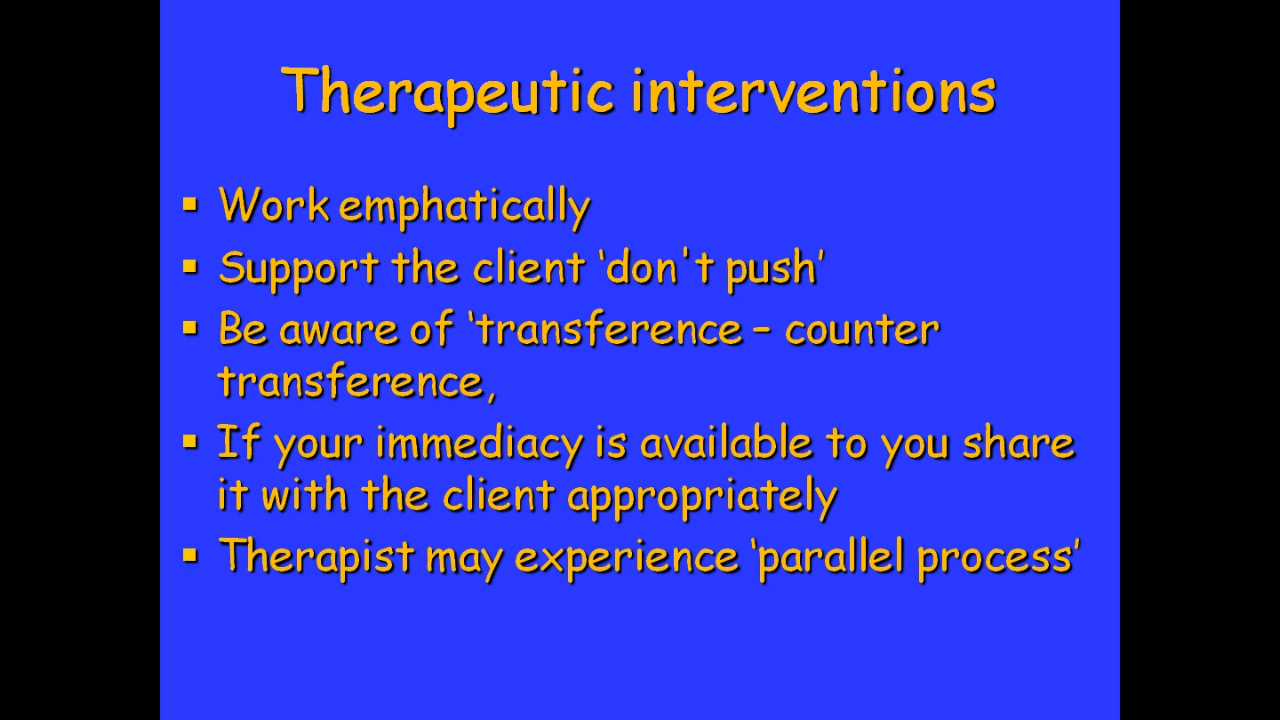 Therapeutic interventions
▪ Work emphatically
▪ Support the client ‘don't push’
▪ Be aware of ‘transference – counter
transference,
▪ If your immediacy is available to you share
it with the client appropriately
▪ Therapist may experience ‘parallel process’